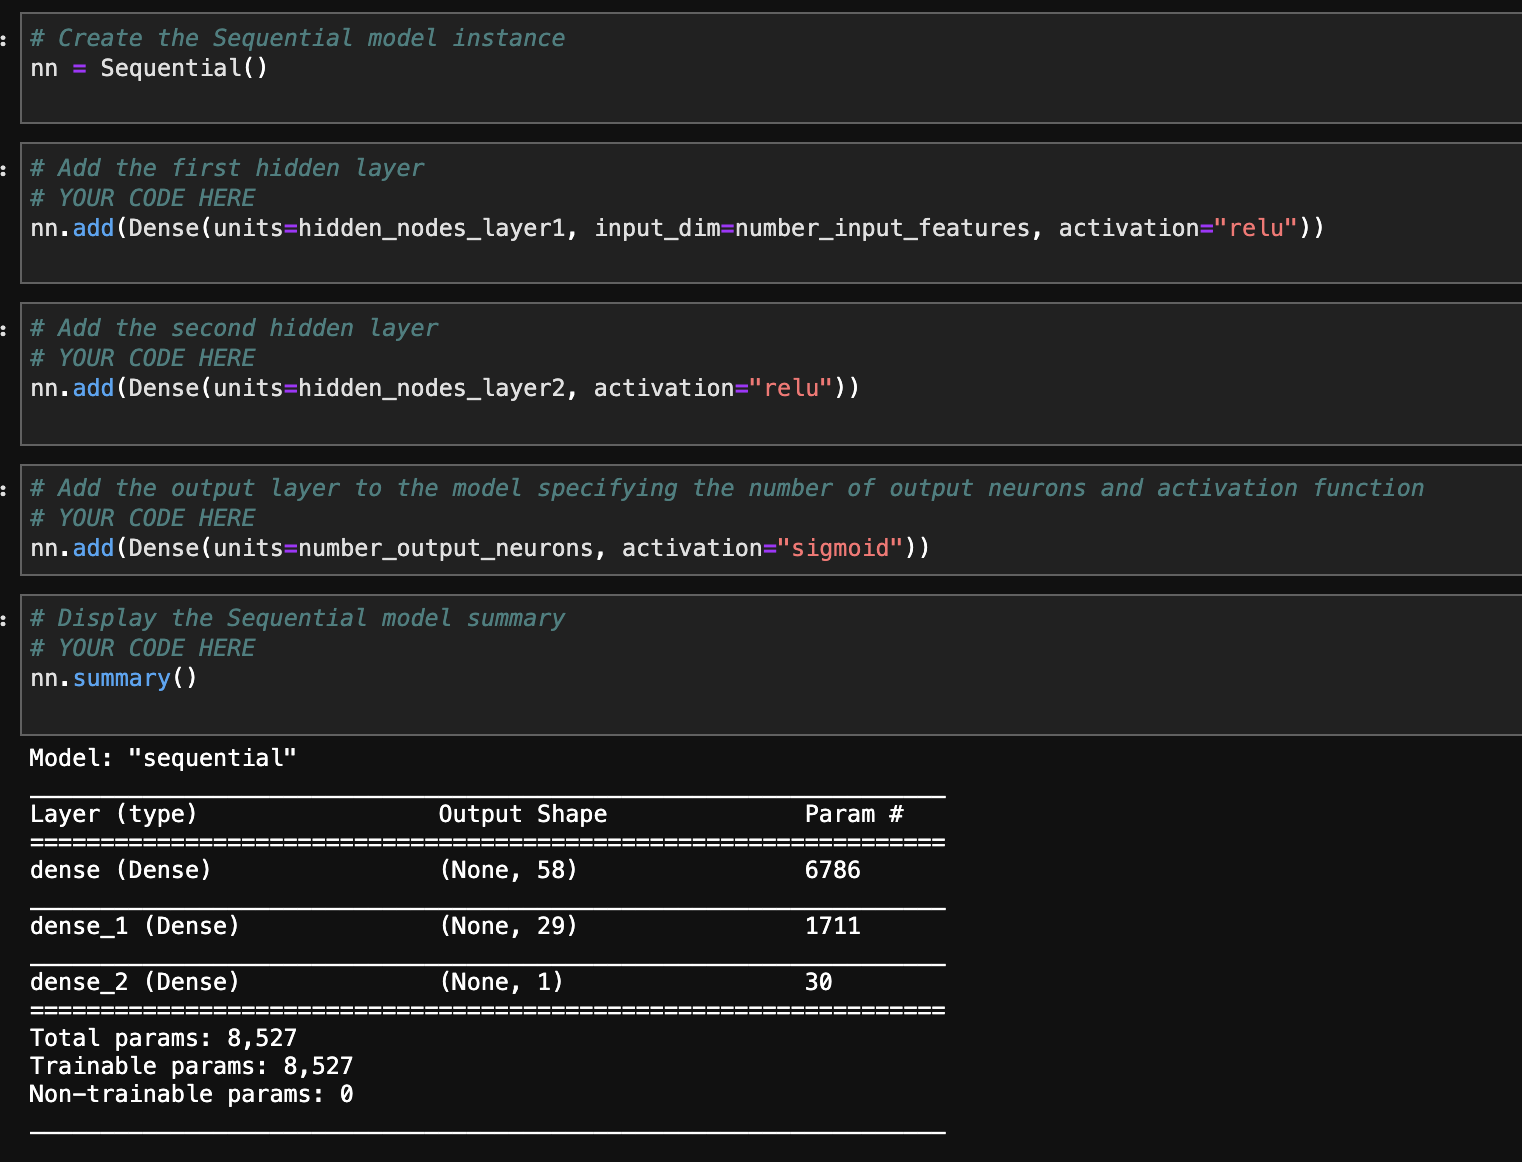 # Create the Sequential model instance
nn = Sequential()
# Add the first hidden layer
# YOUR CODE HERE
nn.add(Dense(units=hidden_nodes_layer1, input_dim=number_input_features, activation="relu"))
# Add the second hidden layer
# YOUR CODE HERE
nn.add(Dense(units=hidden_nodes_layer2, activation="relu"))
# Add the output layer to the model specifying the number of output neurons and activation function
# YOUR CODE HERE
nn.add(Dense(units=number_output_neurons, activation="sigmoid"))
# Display the Sequential model summary
# YOUR CODE HERE
nn.summary()
Model: "sequential"
_________________________________________________________________
Layer (type)                 Output Shape              Param #
=================================================================
dense (Dense)                (None, 58)                6786
_________________________________________________________________
dense_1 (Dense)              (None, 29)                1711
_________________________________________________________________
dense_2 (Dense)              (None, 1)                 30
=================================================================
Total params: 8,527
Trainable params: 8,527
Non-trainable params: 0
_________________________________________________________________